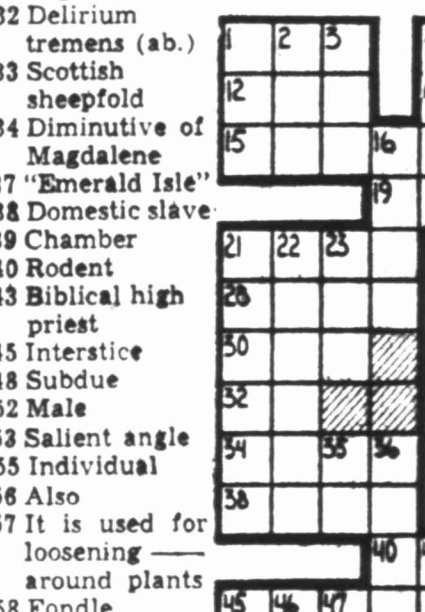 32 Delirium
tremens (ab.)
33 Scottish
sheepfold
34 Diminutive of
Magdalene
37 "Emerald Isle"
38 Domestic slave
39 Chamber
40 Rodent
43 Biblical high
priest
45 Interstice
48 Subdue
52 Male
53 Salient angle
55 Individual
56 Also
57 It is used for
loosening —
around plants
58 Fondle
1 2 3
12
15 16
19
21 22 23
28
30
32
34 35 36
38
40
45 46 47